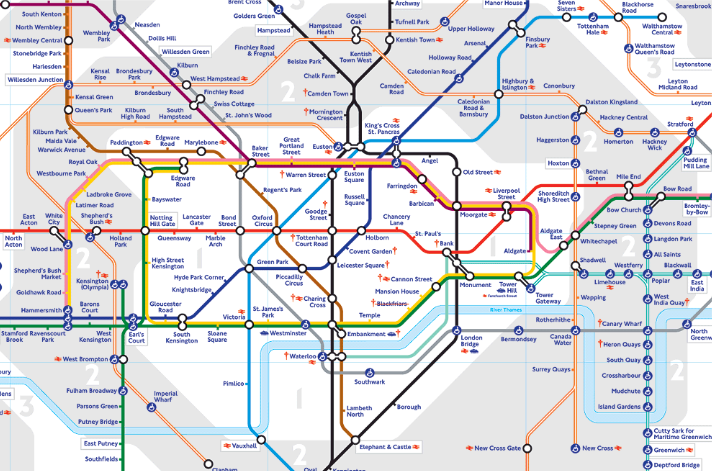 South Kenton
North Wembley
Wembley Central
Stonebridge Park
Harlesden
Willesden Junction
Wembley
Park
Neasden
Dollis Hill
Willesden Green
Kilburn
West Hampstead
Kensal
Rise
Brondesbury
Park
Brondesbury
Finchley Road
Swiss Cottage
St. John's Wood
Kensal Green
Queen's Park
Kilburn
High Road
South
Hampstead
Brent Cross
Golders Green
Hampstead
Hampstead
Heath
Finchley Road
& Frognal
Belsize Park
Chalk Farm
Camden Town
Mornington
Crescent
Gospel
Oak
Kentish
Town West
Archway
Tufnell Park
Kentish Town
Camden
Road
Upper Holloway
Manor House
Arsenal
Holloway Road
Caledonian Road
Finsbury
Park
Caledonian
Road &
Barnsbury
Highbury &
Islington
Canonbury
Seven
Sisters
Tottenham
Hale
Blackhorse
Road
Walthamstow
Central
Walthamstow
Queen's Road
Snaresbrook
Leyton
Midland Road
Leytonstone
Dalston Kingsland
Dalston Junction
Hackney Central
Homerton
Hackney
Wick
Stratford
Pudding
Mill Lane
Haggerston
Hoxton
Shoreditch
High Street
Bethnal
Green
Mile End
Bow Road
Bow Church
Bromley-
by-Bow
Stepney Green
Devons Road
Langdon Park
All Saints
Kilburn Park
Maida Vale
Warwick Avenue
Royal Oak
Westbourne Park
Ladbroke Grove
Latimer Road
Paddington
Edgware
Road
Marylebone
Baker
Street
Edgware
Road
Bayswater
Great
Portland
Street
Euston
King's Cross
St. Pancras
Warren Street
Euston
Square
Regent's Park
Russell
Square
Goodge
Street
Angel
Old Street
Farringdon
Barbican
Moorgate
Liverpool
Street
Aldgate
East
Aldgate
Whitechapel
East
Acton
White
City
Shepherd's
Bush
North
Acton
Wood Lane
Holland
Park
Notting
Hill Gate
Queensway
Lancaster
Gate
Marble
Arch
Bond
Street
Oxford
Circus
Tottenham
Court Road
Holborn
Chancery
Lane
St. Paul's
Bank
Covent Garden
Leicester Square
Shepherd's Bush
Market
Goldhawk Road
Kensington
(Olympia)
High Street
Kensington
Hyde Park Corner
Knightsbridge
Green Park
Piccadilly
Circus
Charing
Cross
Cannon Street
Mansion House
Blackfriars
Monument
Tower
Hill
Fenchurch Street
Tower
Gateway
Shadwell
Limehouse
Westferry
Poplar
Blackwall
East
India
Wapping
River Thames
West
India Quay
Hammersmith
Barons
Court
Gloucester
Road
Stamford
Brook
Ravenscourt
Park
West
Kensington
Earl's
Court
South
Kensington
Sloane
Square
Victoria
St. James's
Park
Westminster
Temple
Embankment
Waterloo
Southwark
London
Bridge
Bermondsey
Rotherhithe
Canada
Water
Surrey Quays
Canary Wharf
North
Greenwich
Heron Quays
South Quay
Crossharbour
Mudchute
Island Gardens
Cutty Sark for
Maritime Greenwich
Greenwich
Deptford Bridge
West Brompton
Fulham Broadway
Parsons Green
Putney Bridge
East Putney
Southfields
Imperial
Wharf
Clapham
Pimlico
Vauxhall
Lambeth
North
Borough
Elephant & Castle
Oval
Kennington
New Cross Gate
New Cross
1
2
2
2
2
3
3